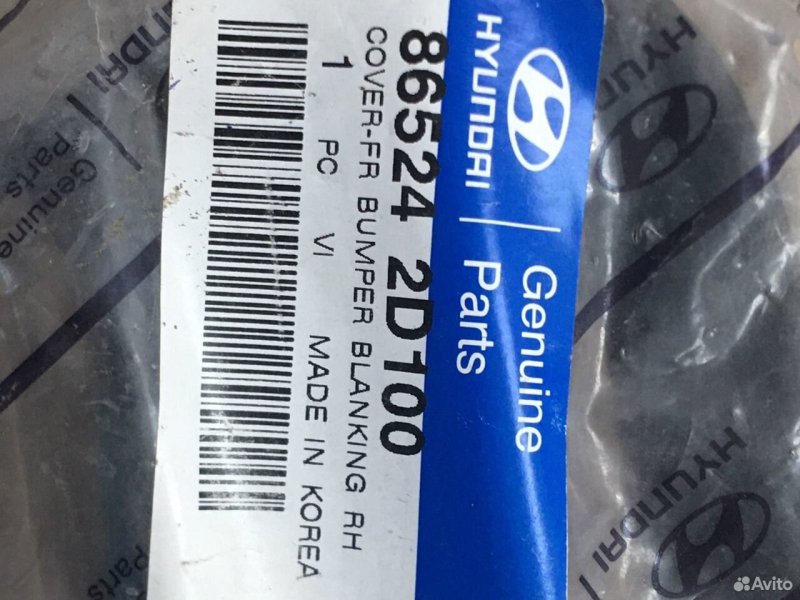 HYUNDAI | Genuine
Parts
86524 2D100
COVER-FR BUMPER BLANKING RH
1 PC VI MADE IN KOREA
HYUNDAI
Genuine
Parts
HYUNDAI
HYUNDAI
Parts
Avito